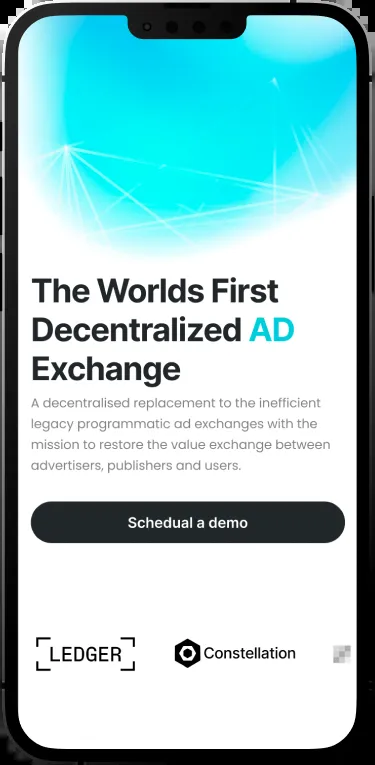 The Worlds First
Decentralized AD
Exchange
A decentralised replacement to the inefficient
legacy programmatic ad exchanges with the
mission to restore the value exchange between
advertisers, publishers and users.
Schedual a demo
LEDGER
Constellation